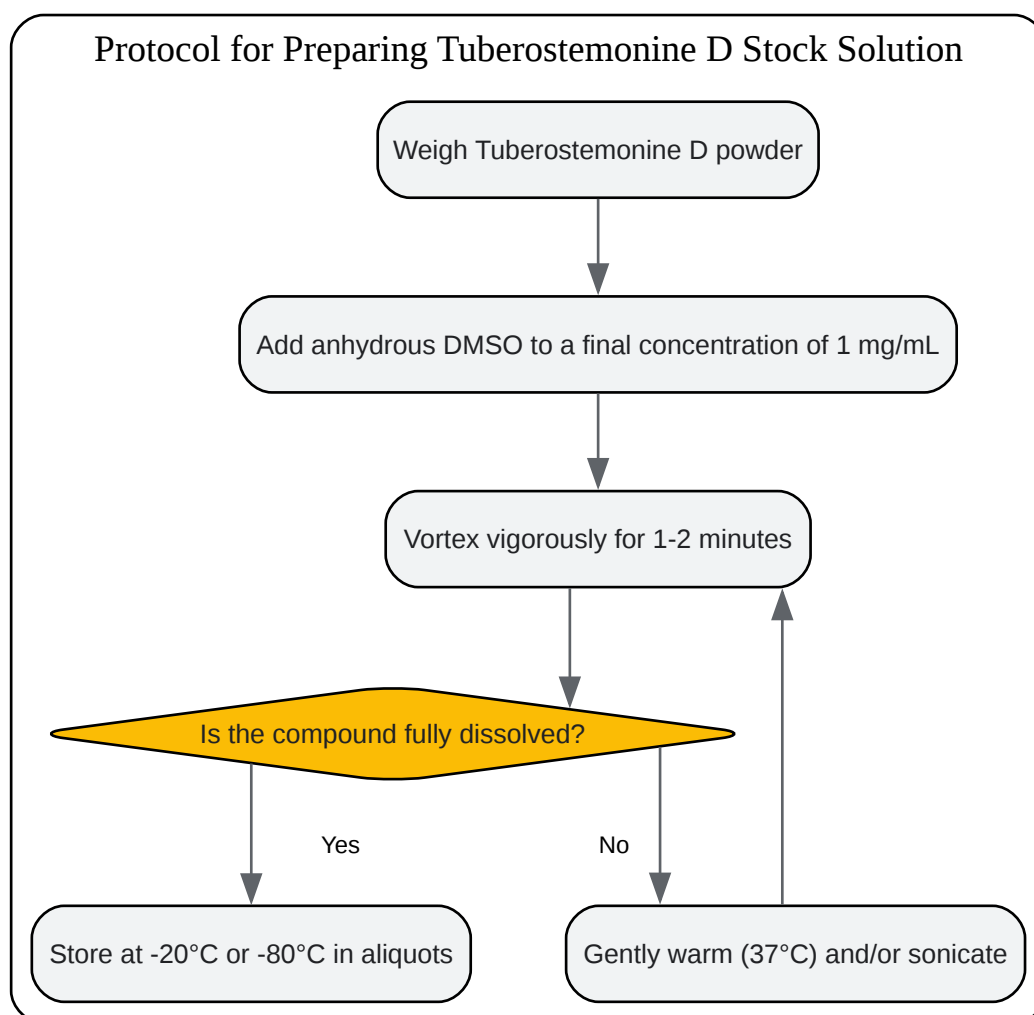 Protocol for Preparing Tuberostemonine D Stock Solution
Weigh Tuberostemonine D powder
Add anhydrous DMSO to a final concentration of 1 mg/mL
Vortex vigorously for 1-2 minutes
Is the compound fully dissolved?
Yes
No
Store at -20°C or -80°C in aliquots
Gently warm (37°C) and/or sonicate